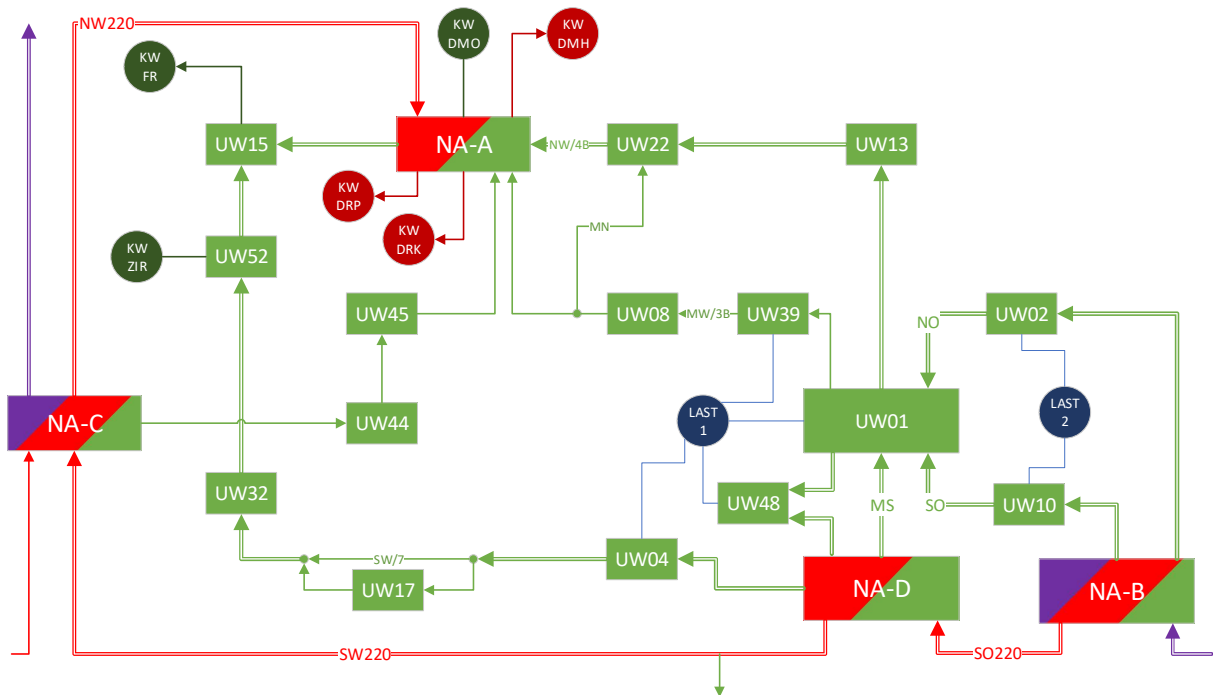 NW220
KW
FR
KW
DMO
KW
DMH
UW15
NA-A
NW/4B
UW22
UW13
KW
DRP
KW
DRK
MN
KW
ZIR
UW52
UW45
UW08
MW/3B
UW39
NO
UW02
NA-C
UW44
LAST
1
UW01
LAST
2
UW32
UW48
MS
SO
UW10
SW/7
UW04
UW17
NA-D
NA-B
SW220
SO220